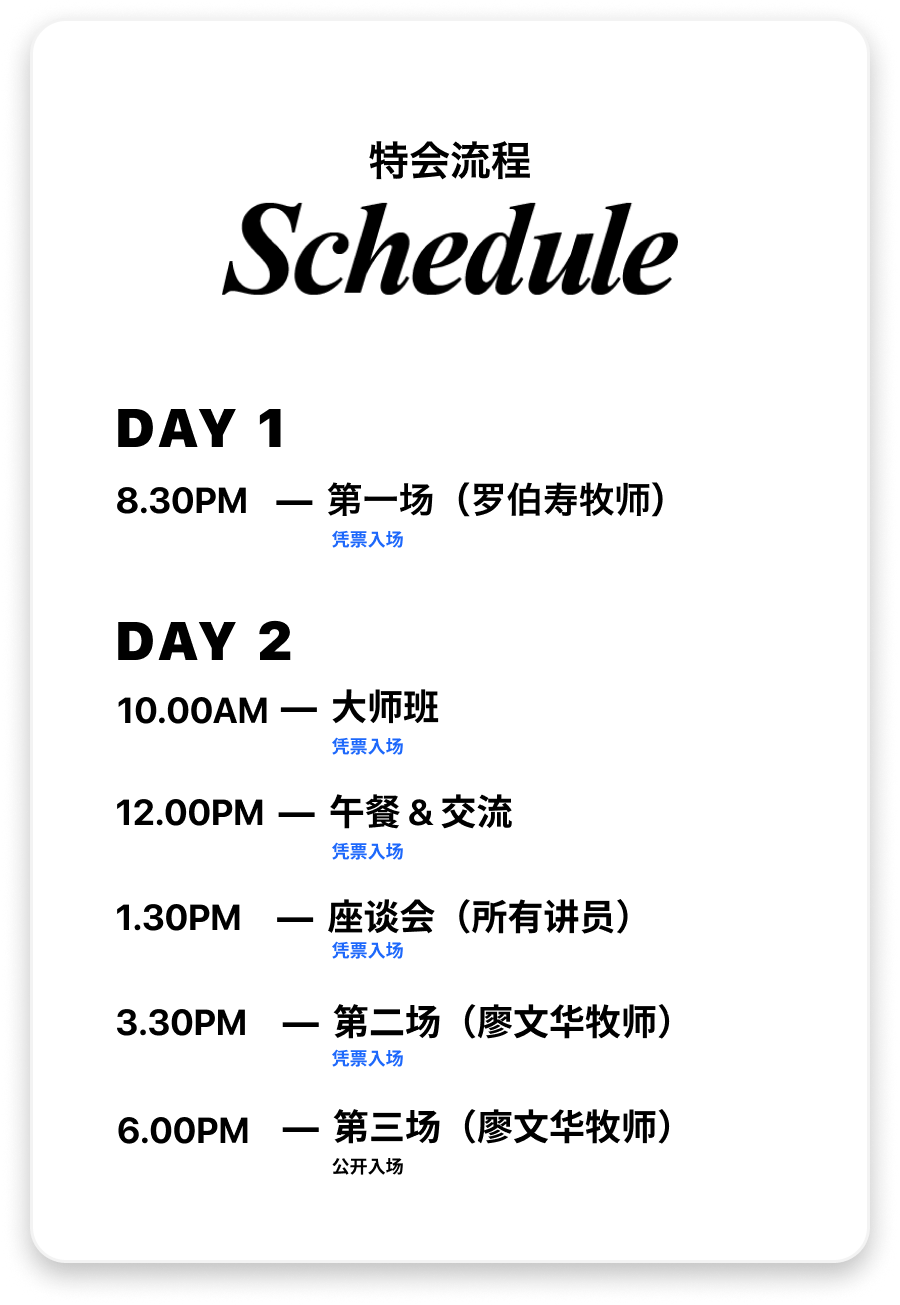 特会流程
Schedule
DAY 1
8.30PM — 第一场（罗伯寿牧师）
凭票入场
DAY 2
10.00AM — 大师班
凭票入场
12.00PM — 午餐 & 交流
凭票入场
1.30PM — 座谈会（所有讲员）
凭票入场
3.30PM — 第二场（廖文华牧师）
凭票入场
6.00PM — 第三场（廖文华牧师）
公开入场